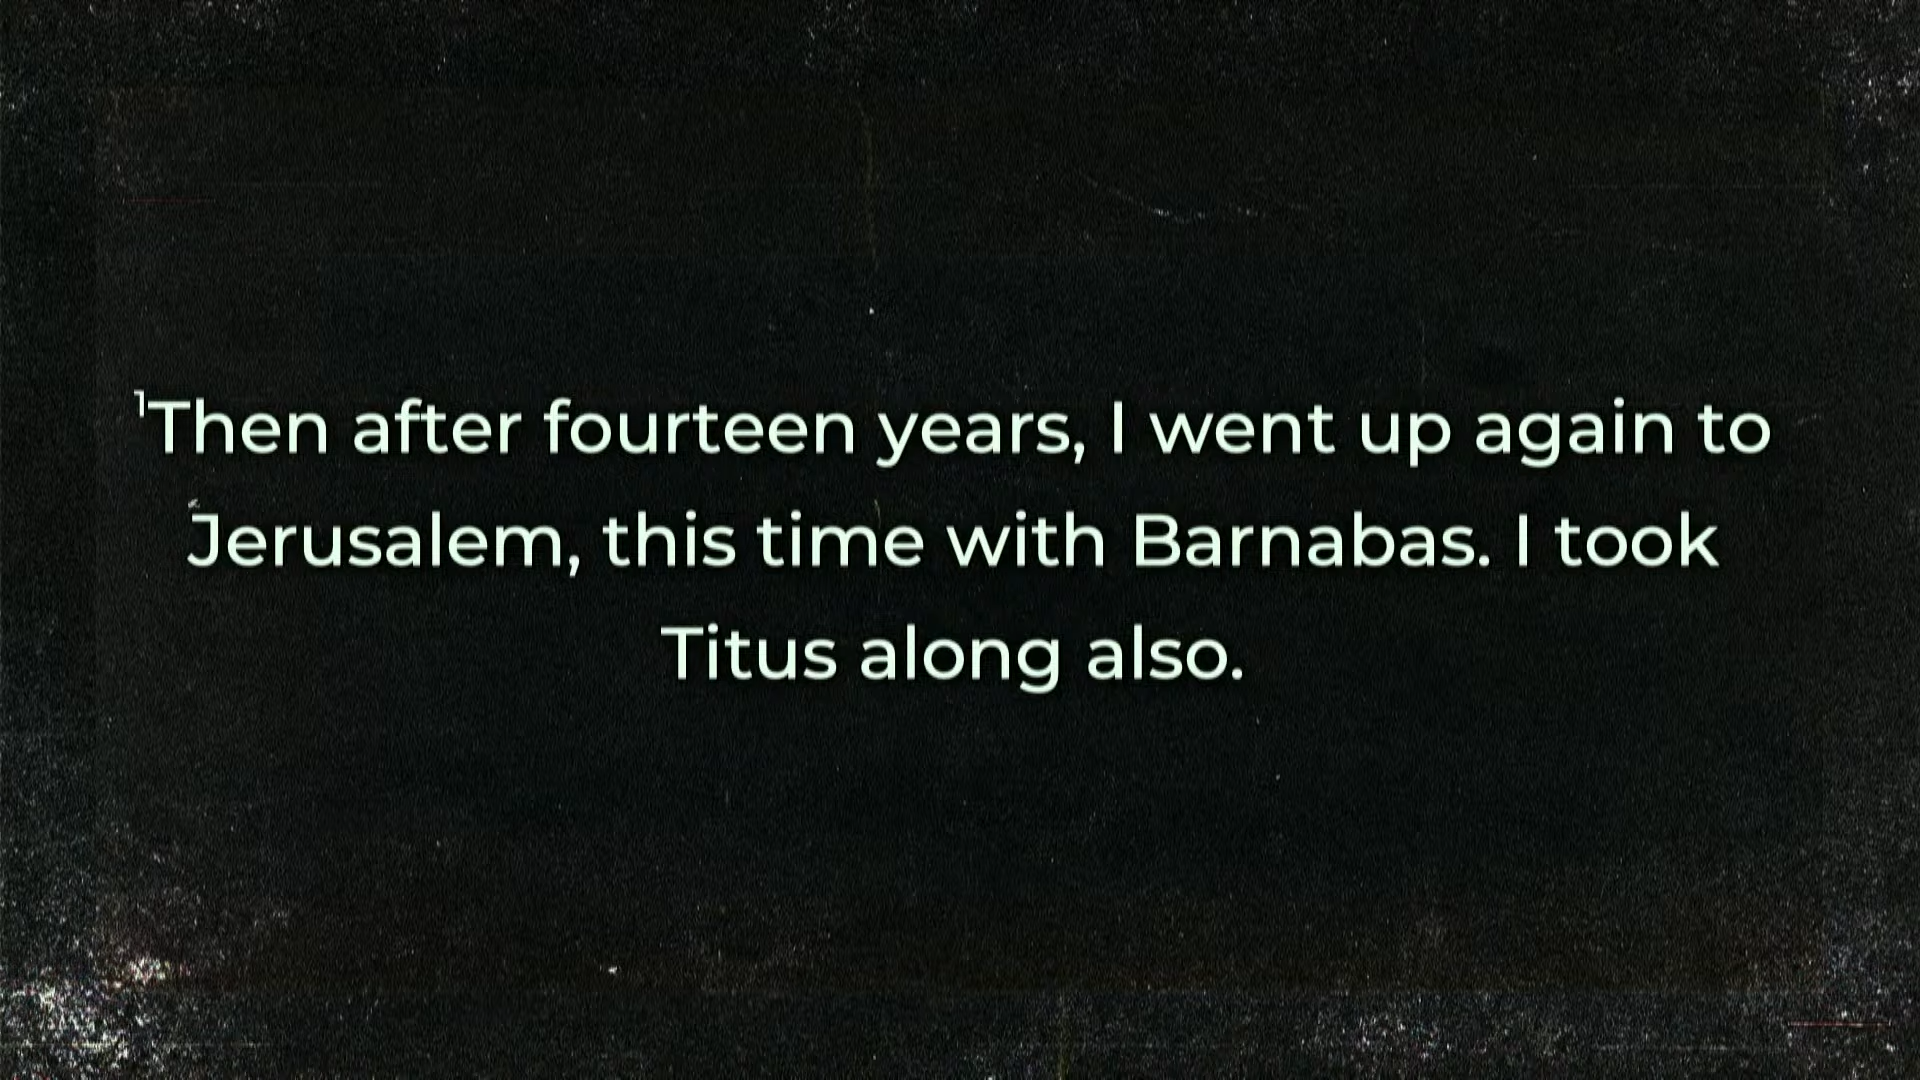 ¹Then after fourteen years, I went up again to
Jerusalem, this time with Barnabas. I took
Titus along also.